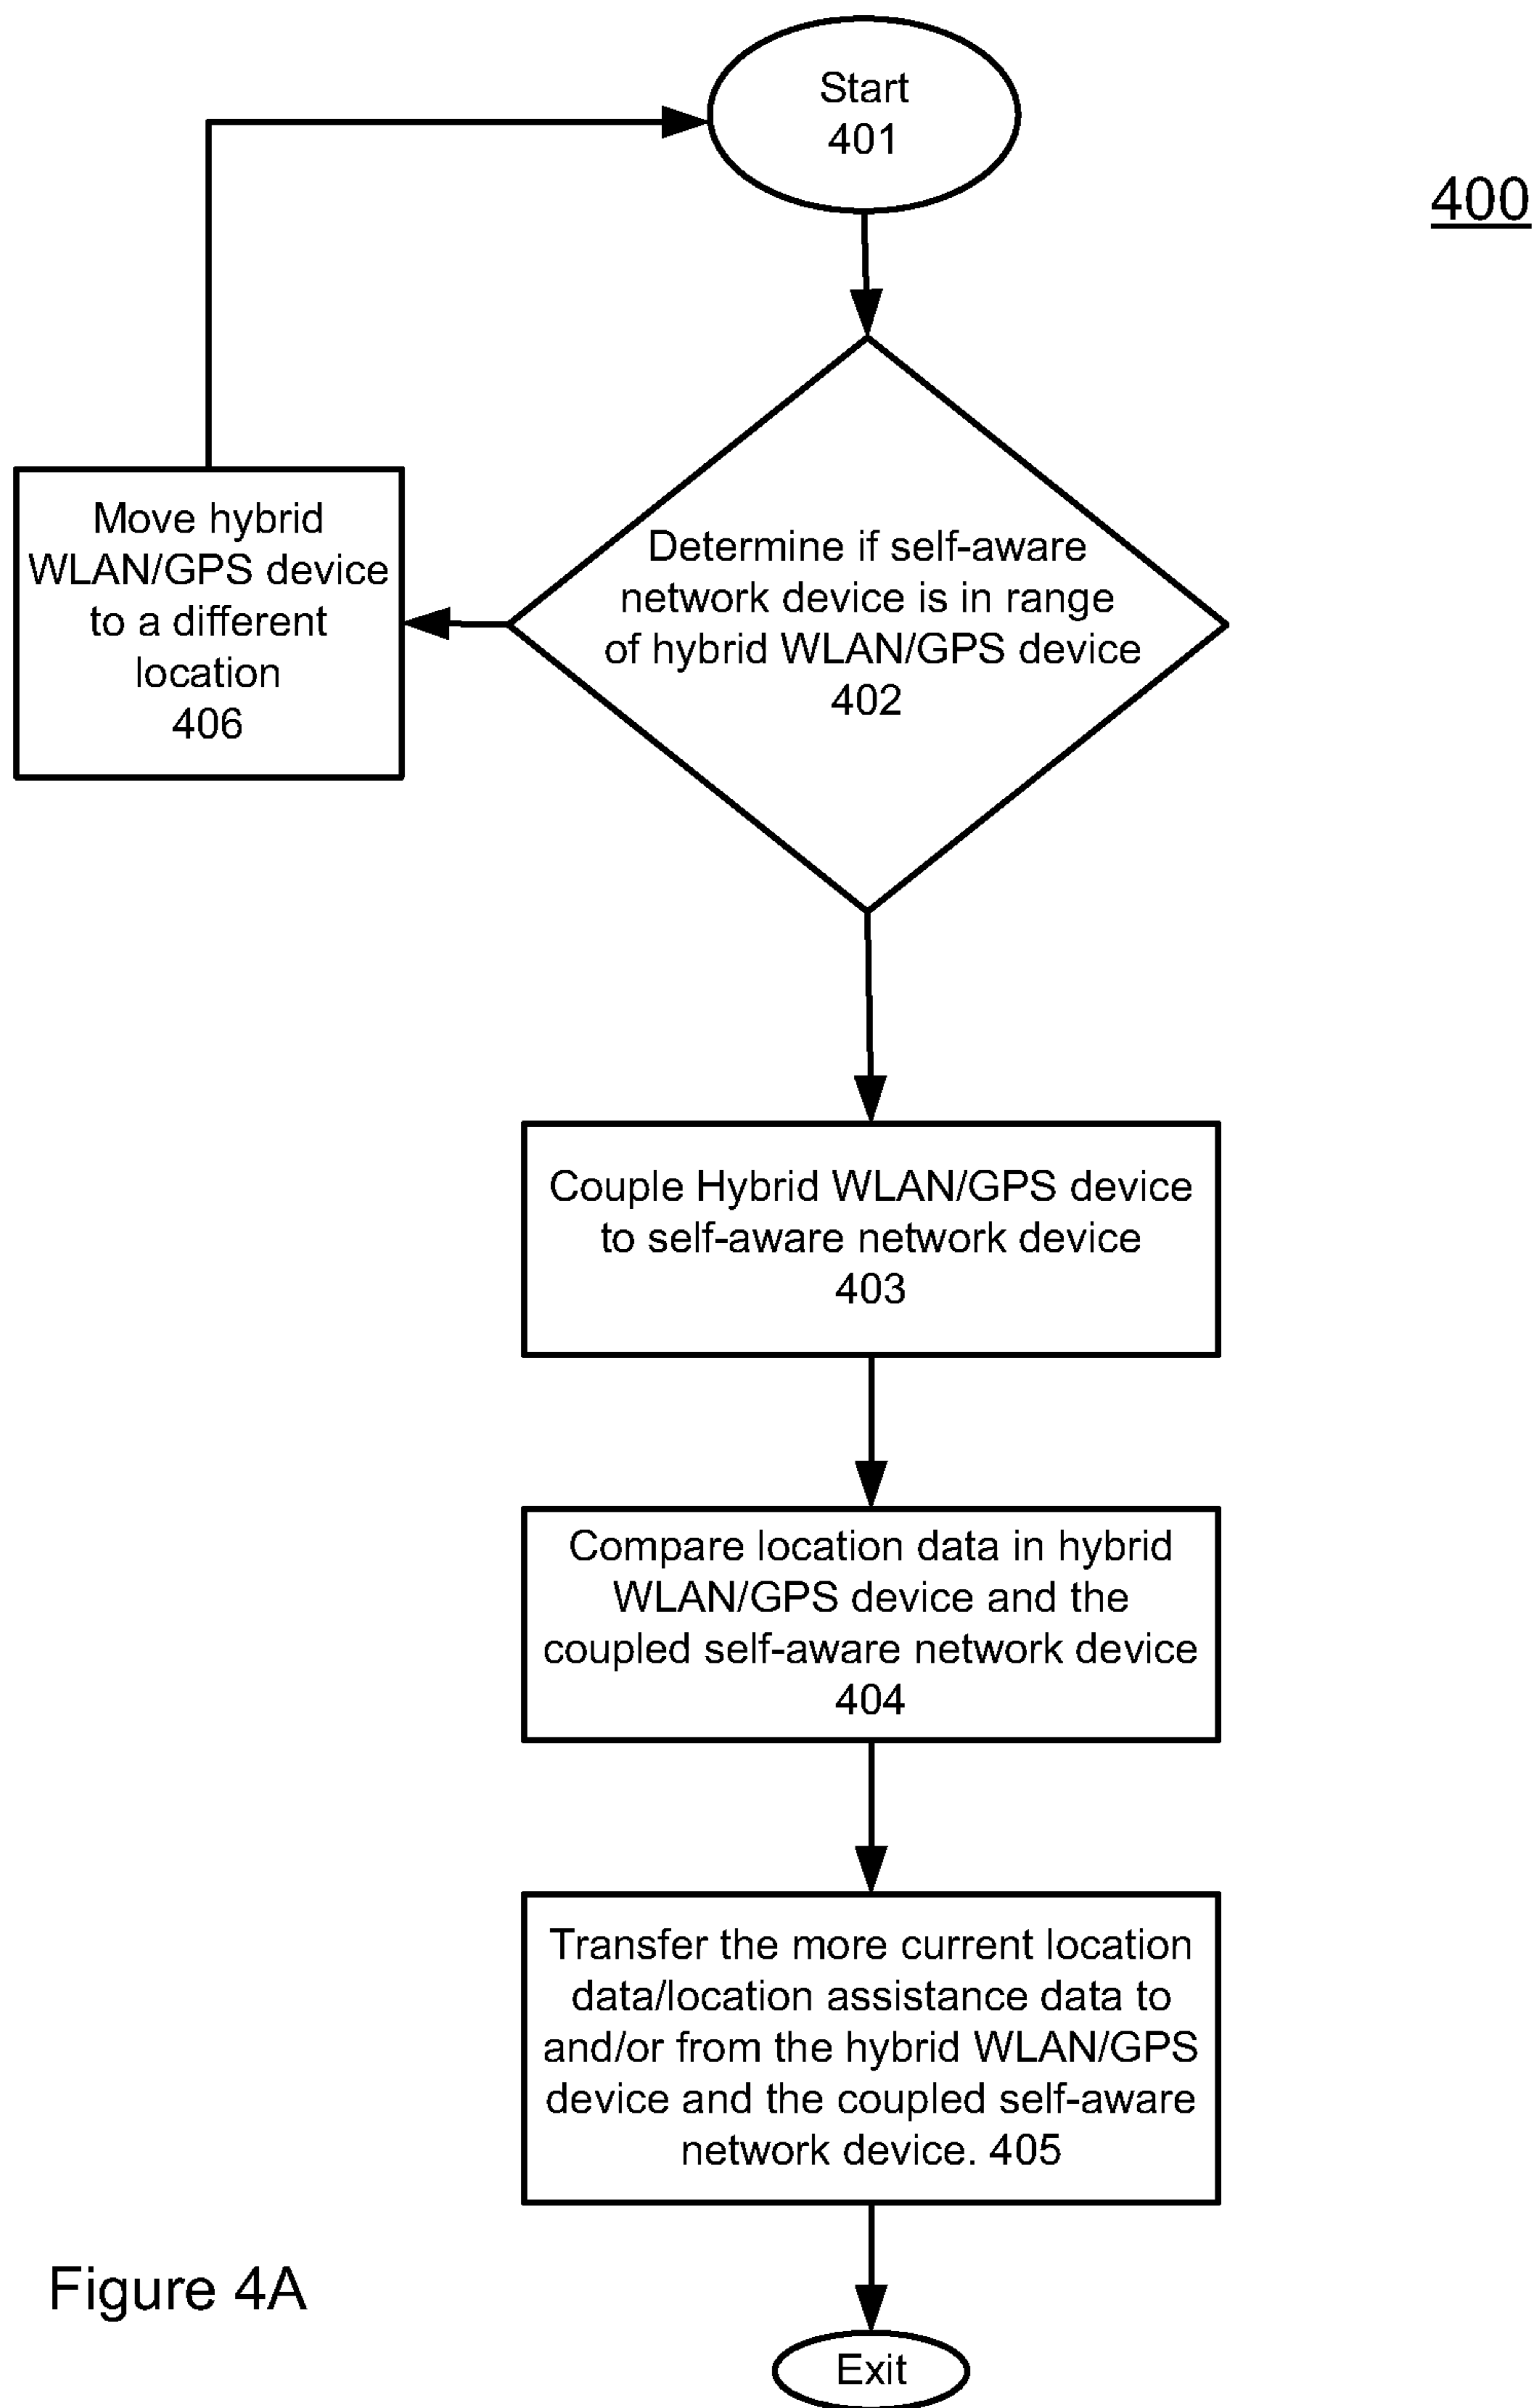 Start
401
400
Move hybrid
WLAN/GPS device
to a different
location
406
Determine if self-aware
network device is in range
of hybrid WLAN/GPS device
402
Couple Hybrid WLAN/GPS device
to self-aware network device
403
Compare location data in hybrid
WLAN/GPS device and the
coupled self-aware network device
404
Transfer the more current location
data/location assistance data to
and/or from the hybrid WLAN/GPS
device and the coupled self-aware
network device. 405
Figure 4A
Exit